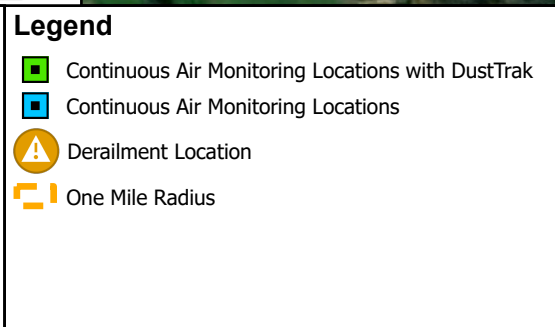 Legend
Continuous Air Monitoring Locations with DustTrak
Continuous Air Monitoring Locations
Derailment Location
One Mile Radius